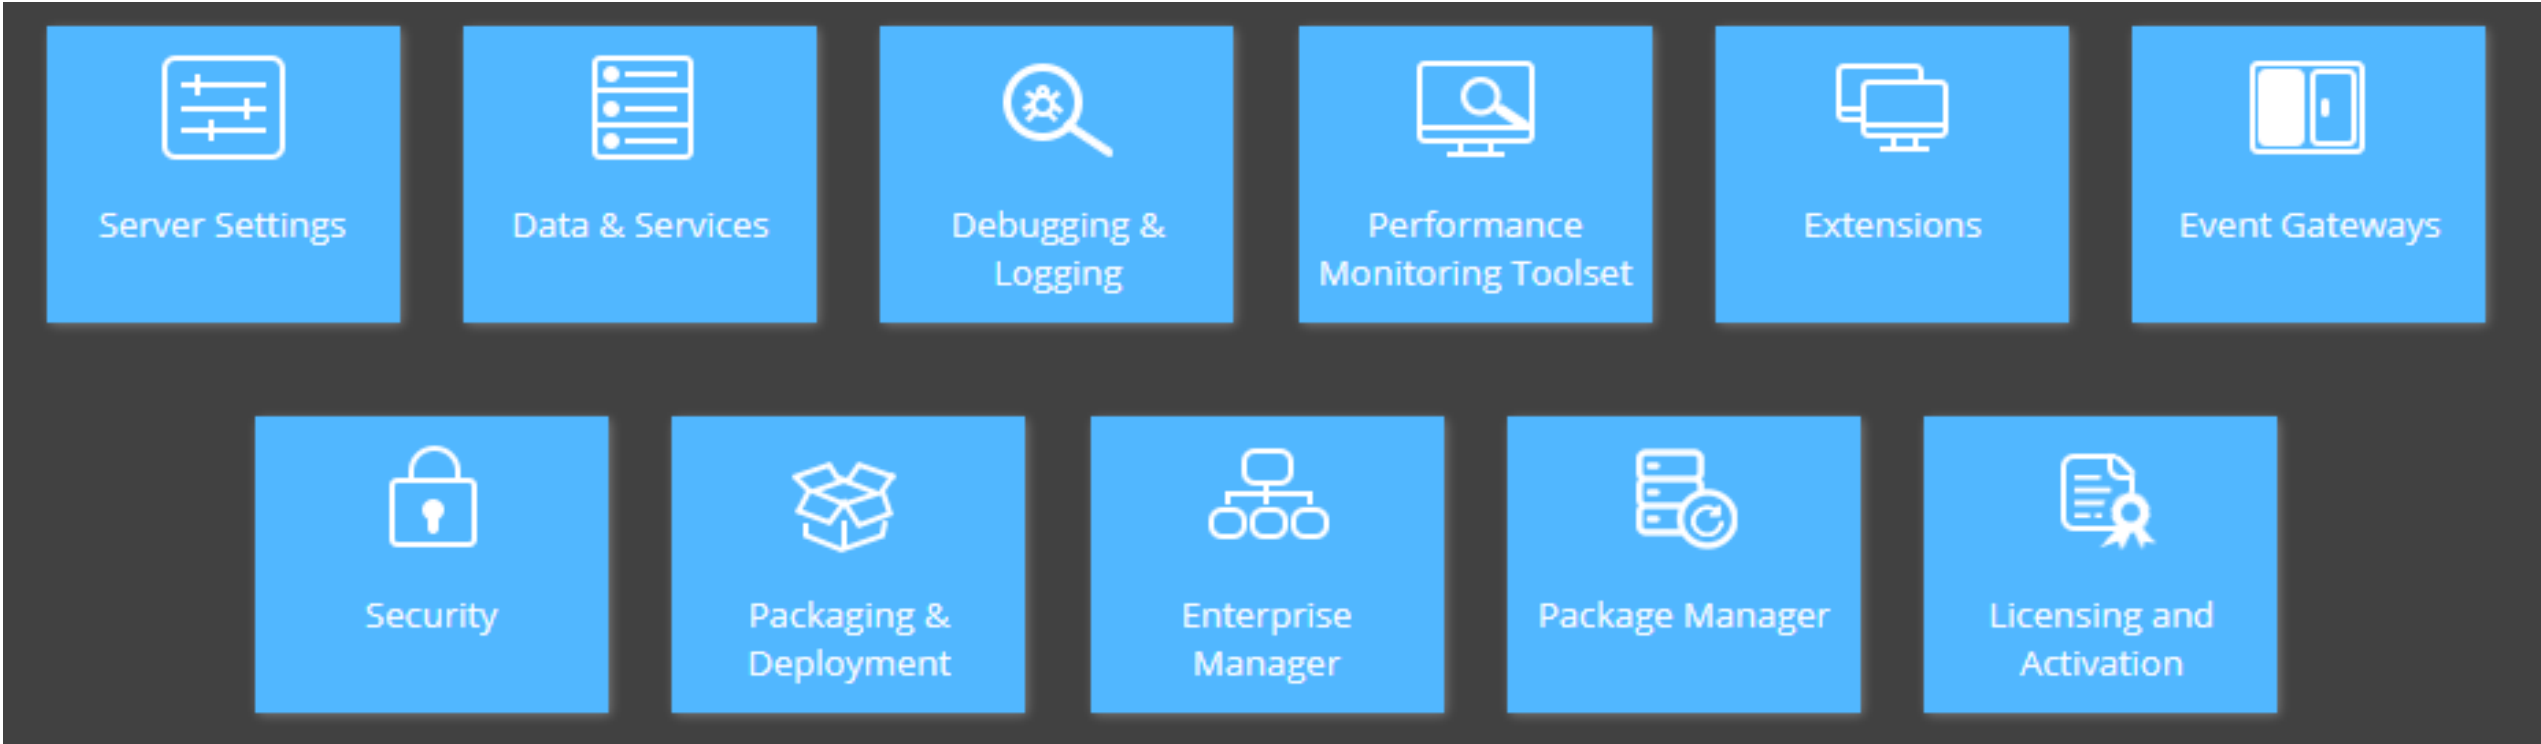 Server Settings
Data & Services
Debugging &
Logging
Performance
Monitoring Toolset
Extensions
Event Gateways
Security
Packaging &
Deployment
Enterprise
Manager
Package Manager
Licensing and
Activation